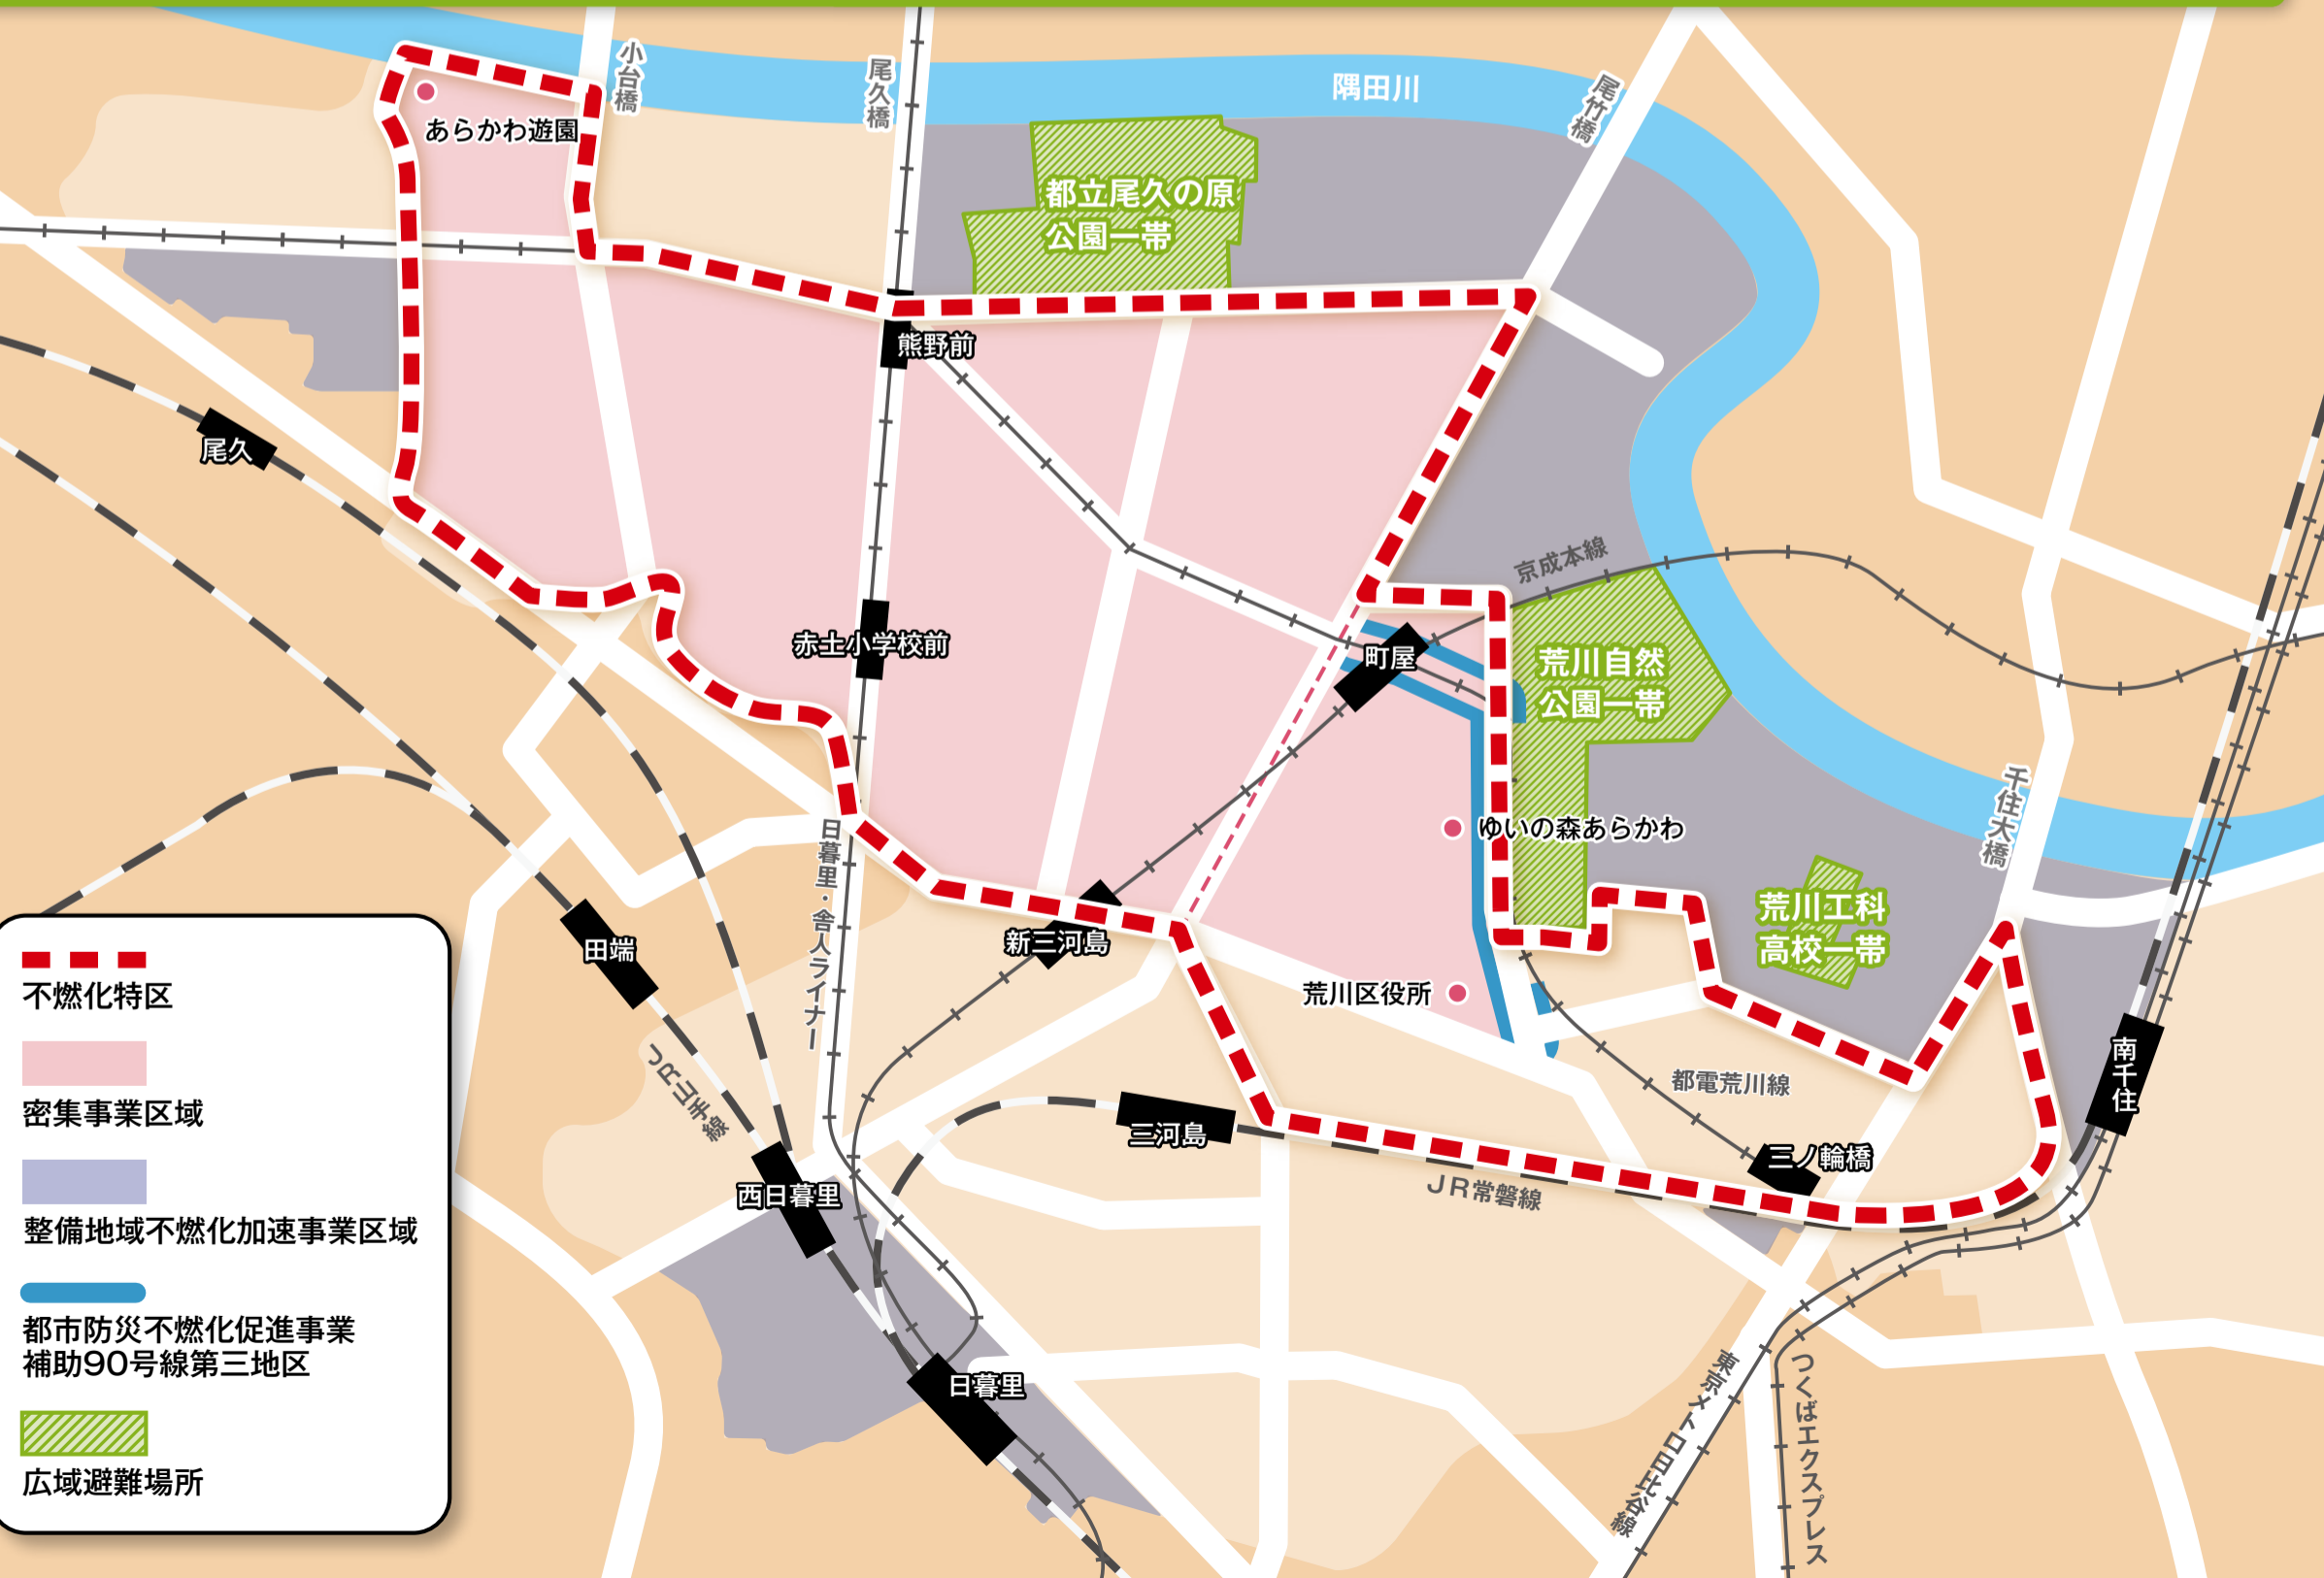 小台橋
尾久橋
隅田川
尾竹橋
あらかわ遊園
都立尾久の原
公園一帯
熊野前
尾久
京成本線
赤土小学校前
町屋
荒川自然
公園一帯
千住大橋
ゆいの森あらかわ
日暮里・舎人ライナー
荒川工科
高校一帯
新三河島
田端
荒川区役所
南千住
JR山手線
都電荒川線
三河島
三ノ輪橋
西日暮里
JR常磐線
日暮里
東京メトロ日比谷線
つくばエクスプレス
不燃化特区
密集事業区域
整備地域不燃化加速事業区域
都市防災不燃化促進事業
補助90号線第三地区
広域避難場所